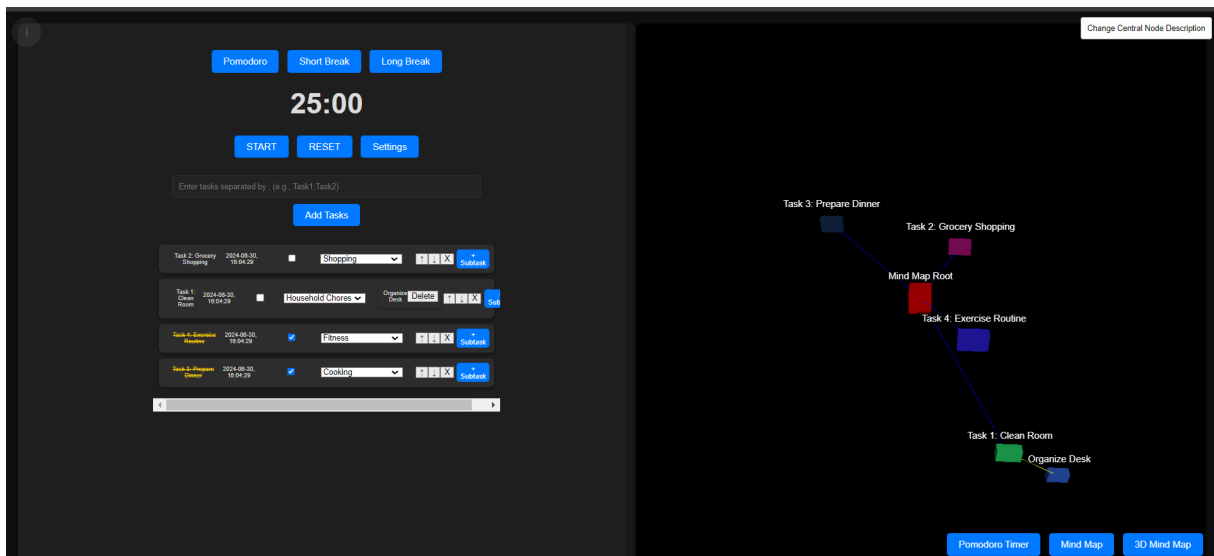 i
Change Central Node Description
Pomodoro
Short Break
Long Break
25:00
START
RESET
Settings
Enter tasks separated by ; (e.g., Task1;Task2)
Add Tasks
Task 2: Grocery
Shopping
2024-06-30,
16:04:29
Shopping
↑
↓
X
+
Subtask
Task 1:
Clean
Room
2024-06-30,
16:04:29
Household Chores
Organize
Desk
Delete
↑
↓
X
+
Sub
Task 4: Exercise
Routine
2024-06-30,
16:04:29
Fitness
↑
↓
X
+
Subtask
Task 3: Prepare
Dinner
2024-06-30,
16:04:29
Cooking
↑
↓
X
+
Subtask
Task 3: Prepare Dinner
Task 2: Grocery Shopping
Mind Map Root
Task 4: Exercise Routine
Task 1: Clean Room
Organize Desk
Pomodoro Timer
Mind Map
3D Mind Map